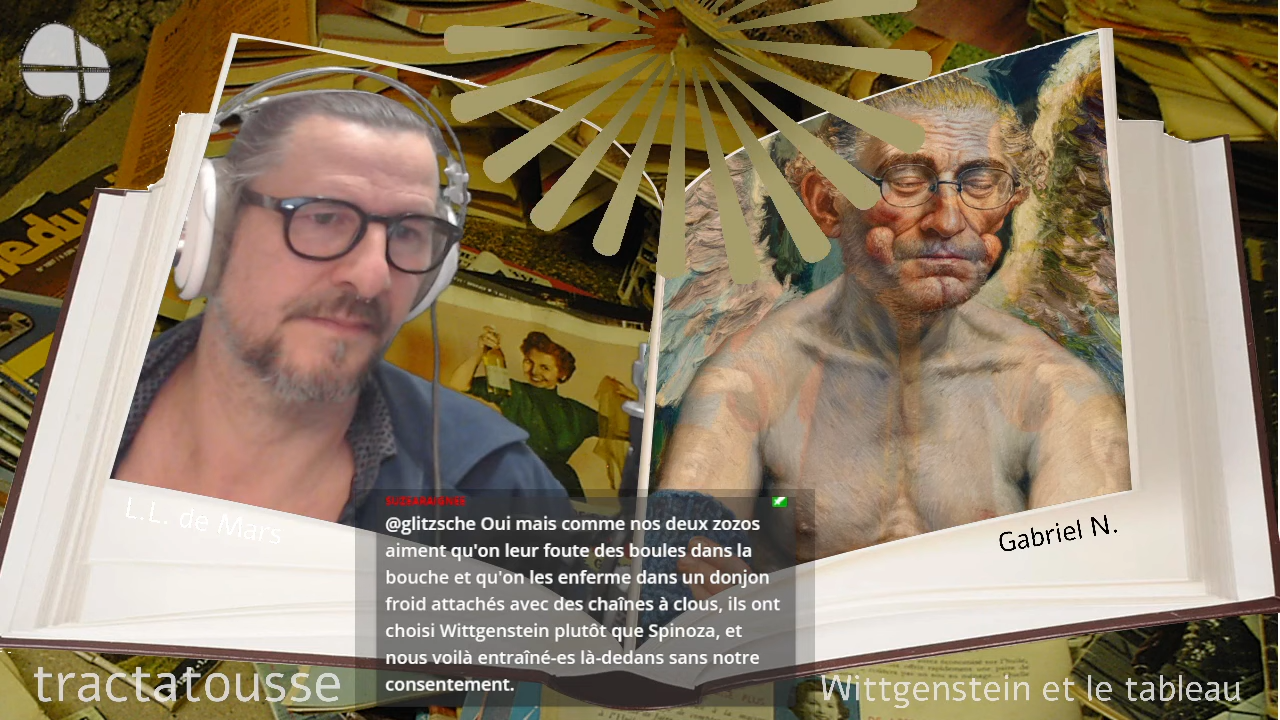 L.L. de Mars
Gabriel N.
SUZEARAIGNEE
@glitzsche Oui mais comme nos deux zozos
aiment qu'on leur foute des boules dans la
bouche et qu'on les enferme dans un donjon
froid attachés avec des chaînes à clous, ils ont
choisi Wittgenstein plutôt que Spinoza, et
nous voilà entraîné-es là-dedans sans notre
consentement.
tractatousse
Wittgenstein et le tableau